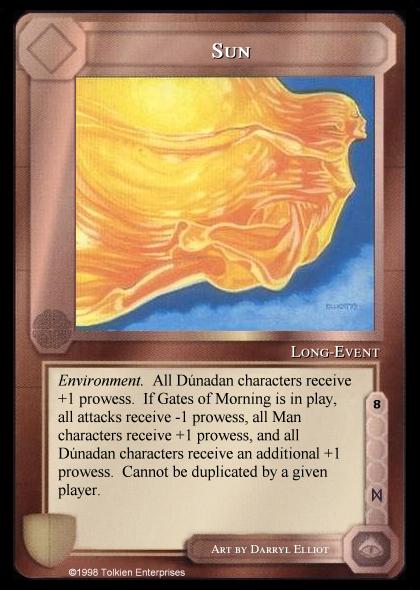 SUN
ELLIOTT'97
LONG-EVENT
Environment. All Dúnadan characters receive
+1 prowess. If Gates of Morning is in play,
all attacks receive -1 prowess, all Man
characters receive +1 prowess, and all
Dúnadan characters receive an additional +1
prowess. Cannot be duplicated by a given
player.
8
ART BY DARRYL ELLIOT
©1998 Tolkien Enterprises